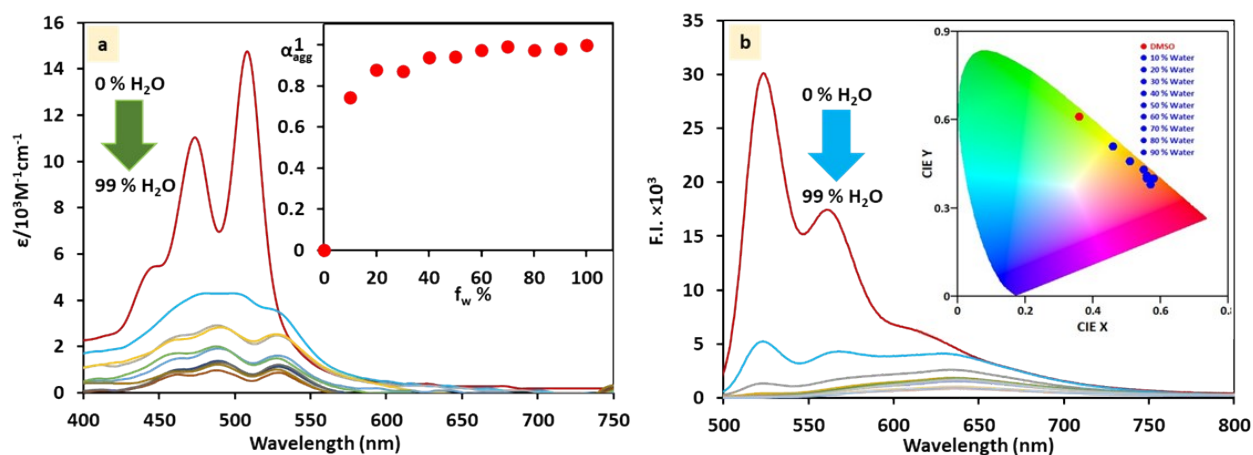 a
0 % H₂O
99 % H₂O
ε/10³M⁻¹cm⁻¹
16
14
12
10
8
6
4
2
0
400 450 500 550 600 650 700 750
Wavelength (nm)
αagg
1
0.8
0.6
0.4
0.2
0
0 20 40 60 80 100
fw %
b
0 % H₂O
99 % H₂O
F.I. ×10³
35
30
25
20
15
10
5
0
500 550 600 650 700 750 800
Wavelength (nm)
CIE Y
0.9
0.6
0.3
0
0 0.2 0.4 0.6 0.8
CIE X
DMSO
10 % Water
20 % Water
30 % Water
40 % Water
50 % Water
60 % Water
70 % Water
80 % Water
90 % Water